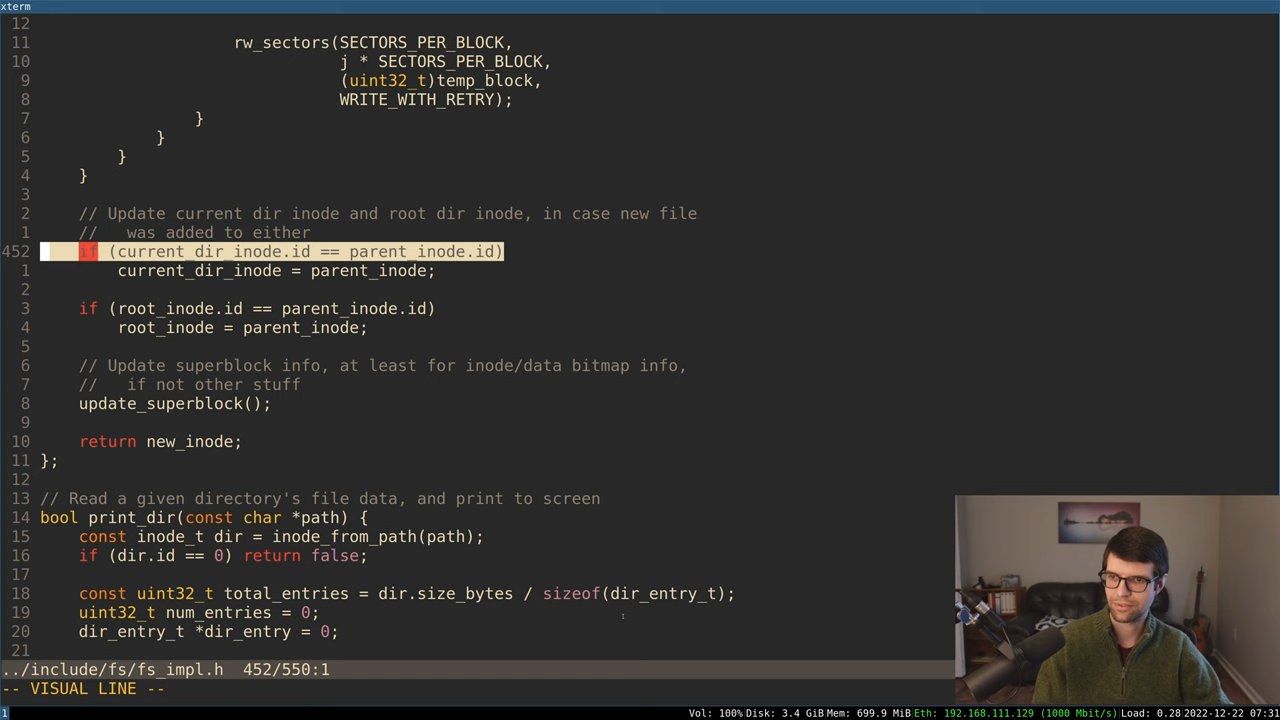 xterm
12
11                     rw_sectors(SECTORS_PER_BLOCK,
10                                j * SECTORS_PER_BLOCK,
9                                (uint32_t)temp_block,
8                                WRITE_WITH_RETRY);
7                 }
6             }
5         }
4     }
3
2     // Update current dir inode and root dir inode, in case new file
1     //   was added to either
452     if (current_dir_inode.id == parent_inode.id)
1         current_dir_inode = parent_inode;
2
3     if (root_inode.id == parent_inode.id)
4         root_inode = parent_inode;
5
6     // Update superblock info, at least for inode/data bitmap info,
7     //   if not other stuff
8     update_superblock();
9
10     return new_inode;
11 };
12
13 // Read a given directory's file data, and print to screen
14 bool print_dir(const char *path) {
15     const inode_t dir = inode_from_path(path);
16     if (dir.id == 0) return false;
17
18     const uint32_t total_entries = dir.size_bytes / sizeof(dir_entry_t);
19     uint32_t num_entries = 0;
20     dir_entry_t *dir_entry = 0;
21
../include/fs/fs_impl.h  452/550:1
-- VISUAL LINE --
1 Vol: 100% Disk: 3.4 GiB Mem: 699.9 MiB Eth: 192.168.111.129 (1000 Mbit/s) Load: 0.28 2022-12-22 07:31